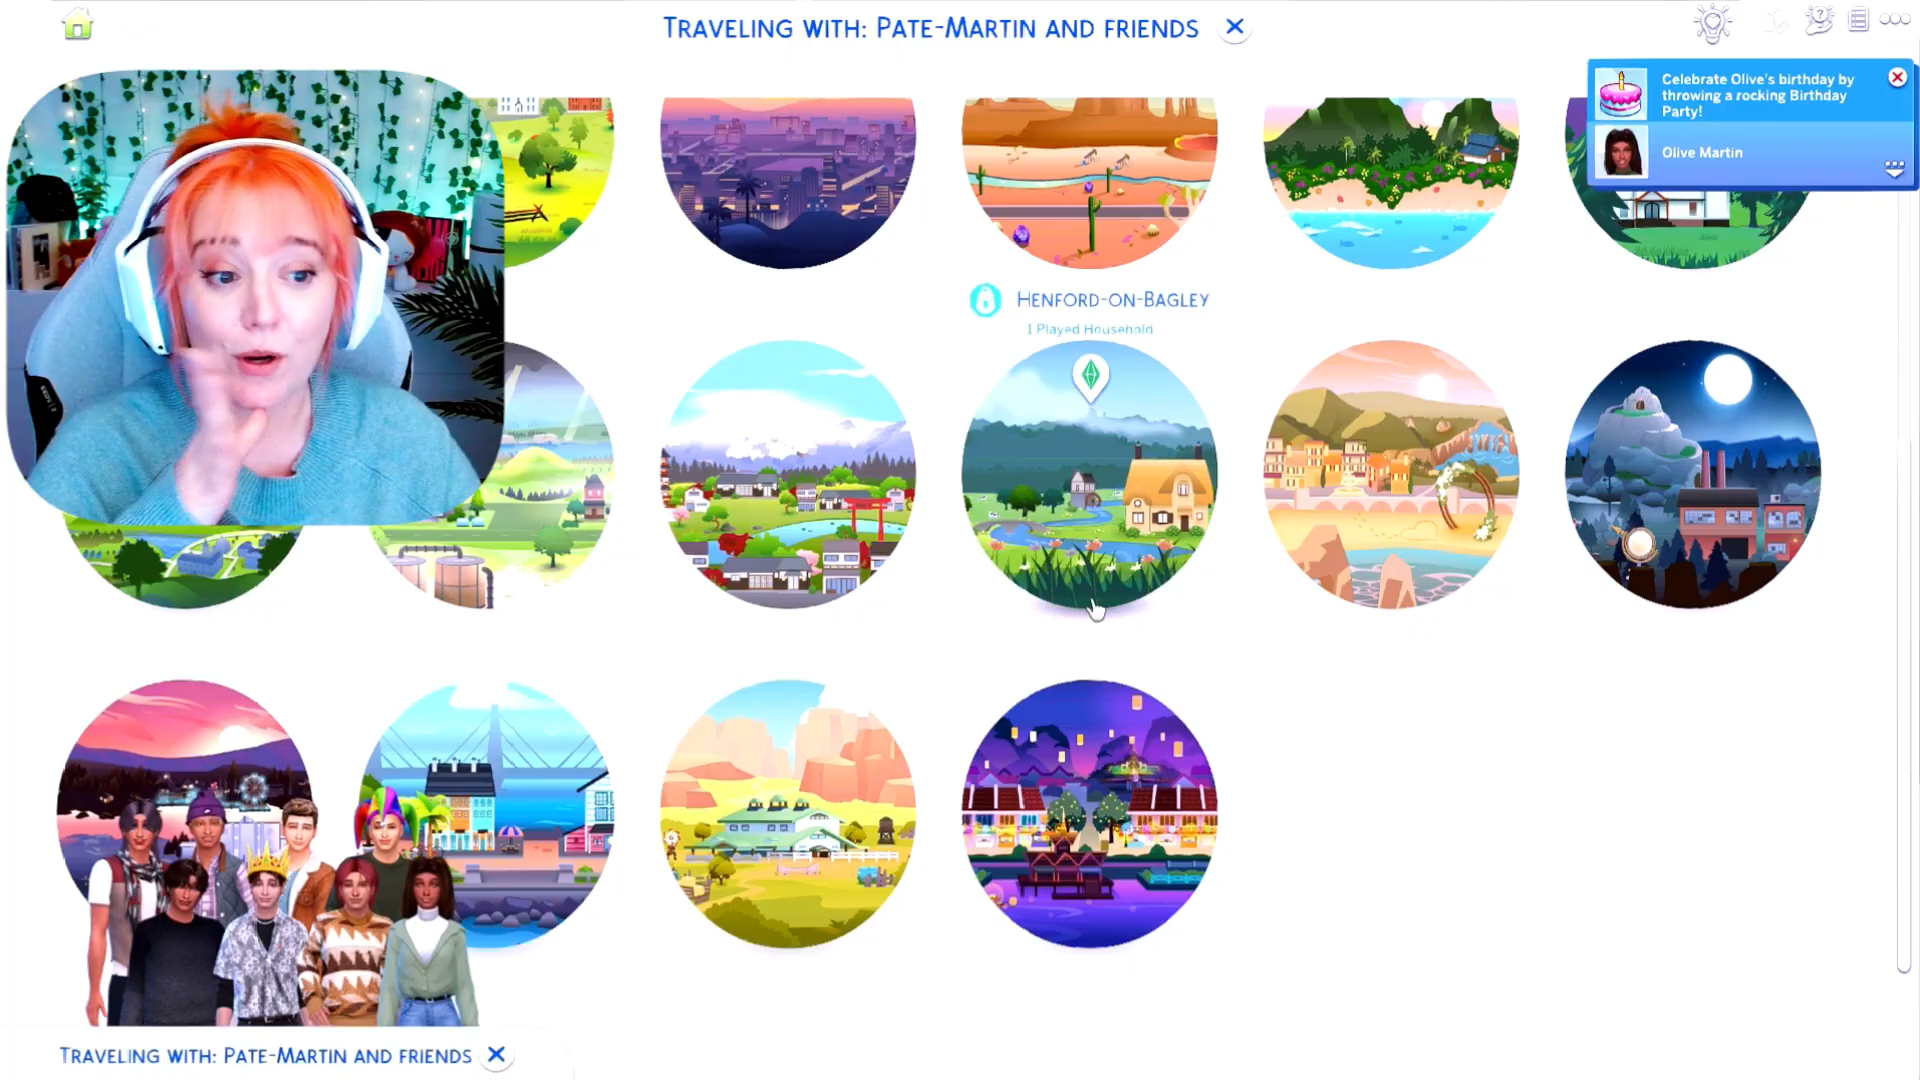 TRAVELING WITH: PATE-MARTIN AND FRIENDS
Celebrate Olive's birthday by
throwing a rocking Birthday
Party!
Olive Martin
HENFORD-ON-BAGLEY
1 Played Household
TRAVELING WITH: PATE-MARTIN AND FRIENDS